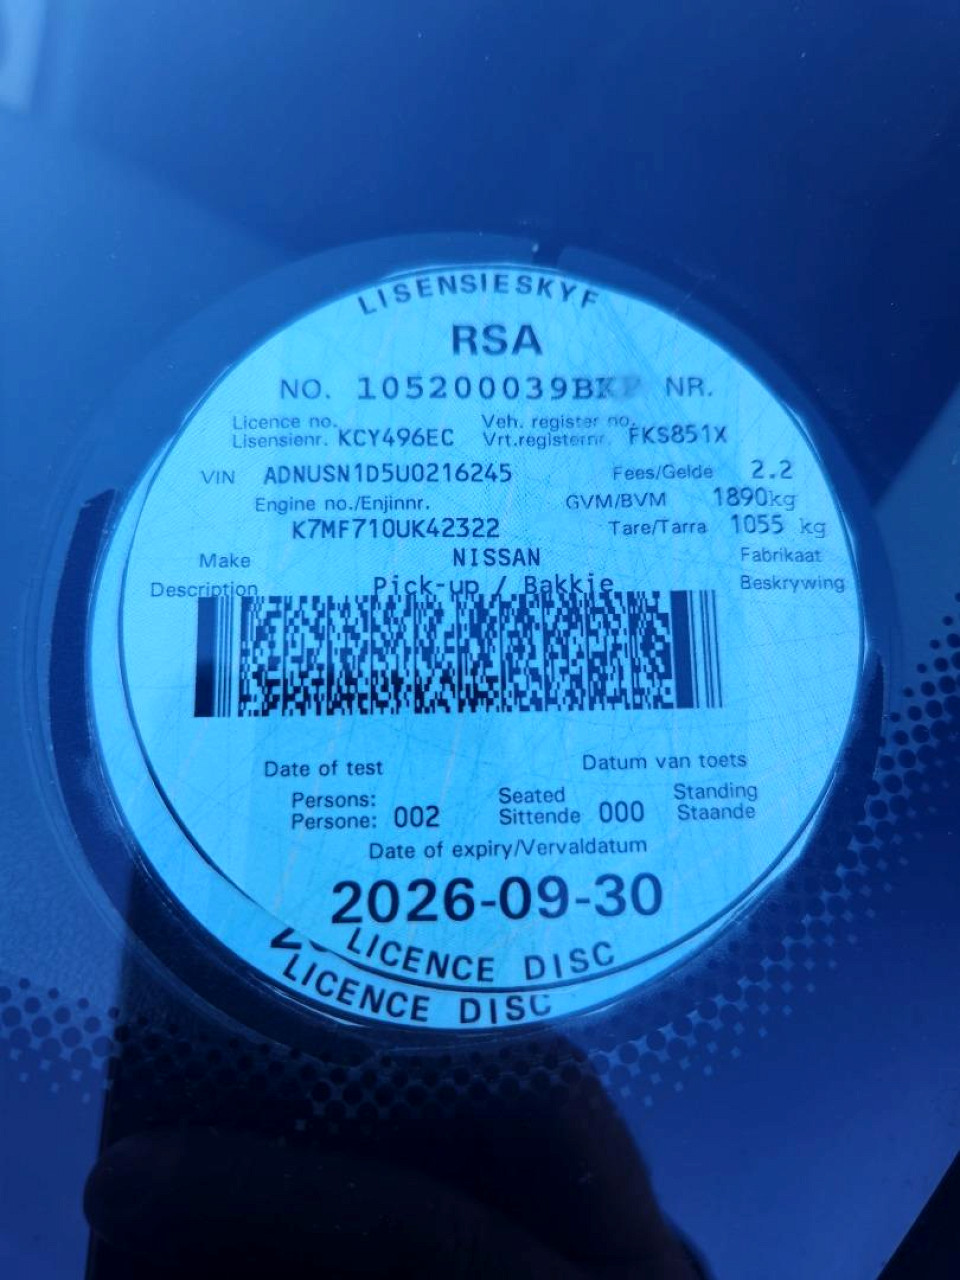 LISENSIESKYF
RSA
NO. 105200039BK NR.
Licence no. Veh. register no.
Lisensienr. KCY496EC Vrt.registernr. FKS851X
VIN ADNUSN1D5U0216245 Fees/Gelde 2.2
Engine no./Enjinnr. GVM/BVM 1890kg
K7MF710UK42322 Tare/Tarra 1055 kg
Make NISSAN Fabrikaat
Description Pick-up / Bakkie Beskrywing
Date of test Datum van toets
Persons: Seated Standing
Persone: 002 Sittende 000 Staande
Date of expiry/Vervaldatum
2026-09-30
LICENCE DISC
LICENCE DISC